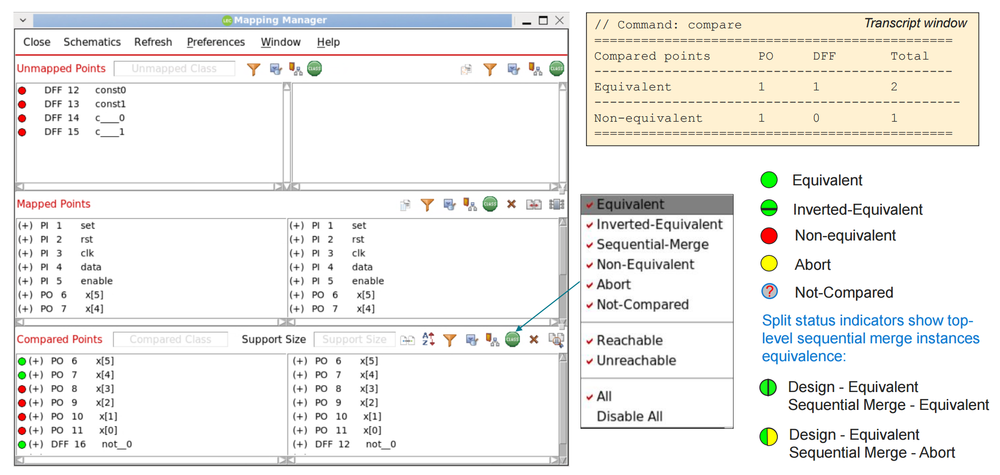 LEC Mapping Manager
Close Schematics Refresh Preferences Window Help
Unmapped Points Unmapped Class CLASS CLASS
DFF 12 const0
DFF 13 const1
DFF 14 c____0
DFF 15 c____1
Mapped Points CLASS
(+) PI 1 set (+) PI 1 set
(+) PI 2 rst (+) PI 2 rst
(+) PI 3 clk (+) PI 3 clk
(+) PI 4 data (+) PI 4 data
(+) PI 5 enable (+) PI 5 enable
(+) PO 6 x[5] (+) PO 6 x[5]
(+) PO 7 x[4] (+) PO 7 x[4]
Compared Points Compared Class Support Size Support Size A Z CLASS
(+) PO 6 x[5] (+) PO 6 x[5]
(+) PO 7 x[4] (+) PO 7 x[4]
(+) PO 8 x[3] (+) PO 8 x[3]
(+) PO 9 x[2] (+) PO 9 x[2]
(+) PO 10 x[1] (+) PO 10 x[1]
(+) PO 11 x[0] (+) PO 11 x[0]
(+) DFF 16 not__0 (+) DFF 12 not__0
// Command: compare Transcript window
==============================================
Compared points PO DFF Total
----------------------------------------------
Equivalent 1 1 2
-----------------------------------------------
Non-equivalent 1 0 1
==============================================
Equivalent
Inverted-Equivalent
Sequential-Merge
Non-Equivalent
Abort
Not-Compared
Reachable
Unreachable
All
Disable All
Equivalent
Inverted-Equivalent
Non-equivalent
Abort
? Not-Compared
Split status indicators show top-
level sequential merge instances
equivalence:
Design - Equivalent
Sequential Merge - Equivalent
Design - Equivalent
Sequential Merge - Abort